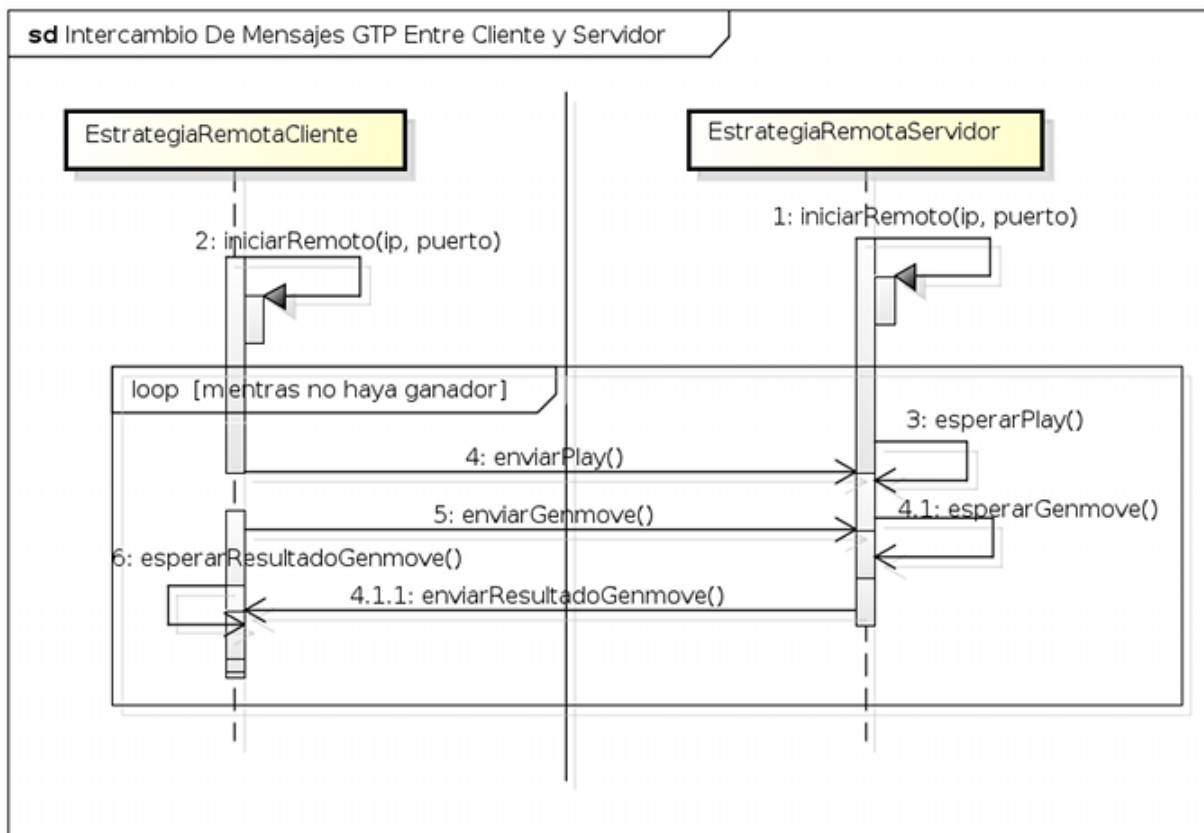 sd Intercambio De Mensajes GTP Entre Cliente y Servidor
EstrategiaRemotaCliente
EstrategiaRemotaServidor
1: iniciarRemoto(ip, puerto)
2: iniciarRemoto(ip, puerto)
loop [mientras no haya ganador]
3: esperarPlay()
4: enviarPlay()
4.1: esperarGenmove()
5: enviarGenmove()
6: esperarResultadoGenmove()
4.1.1: enviarResultadoGenmove()